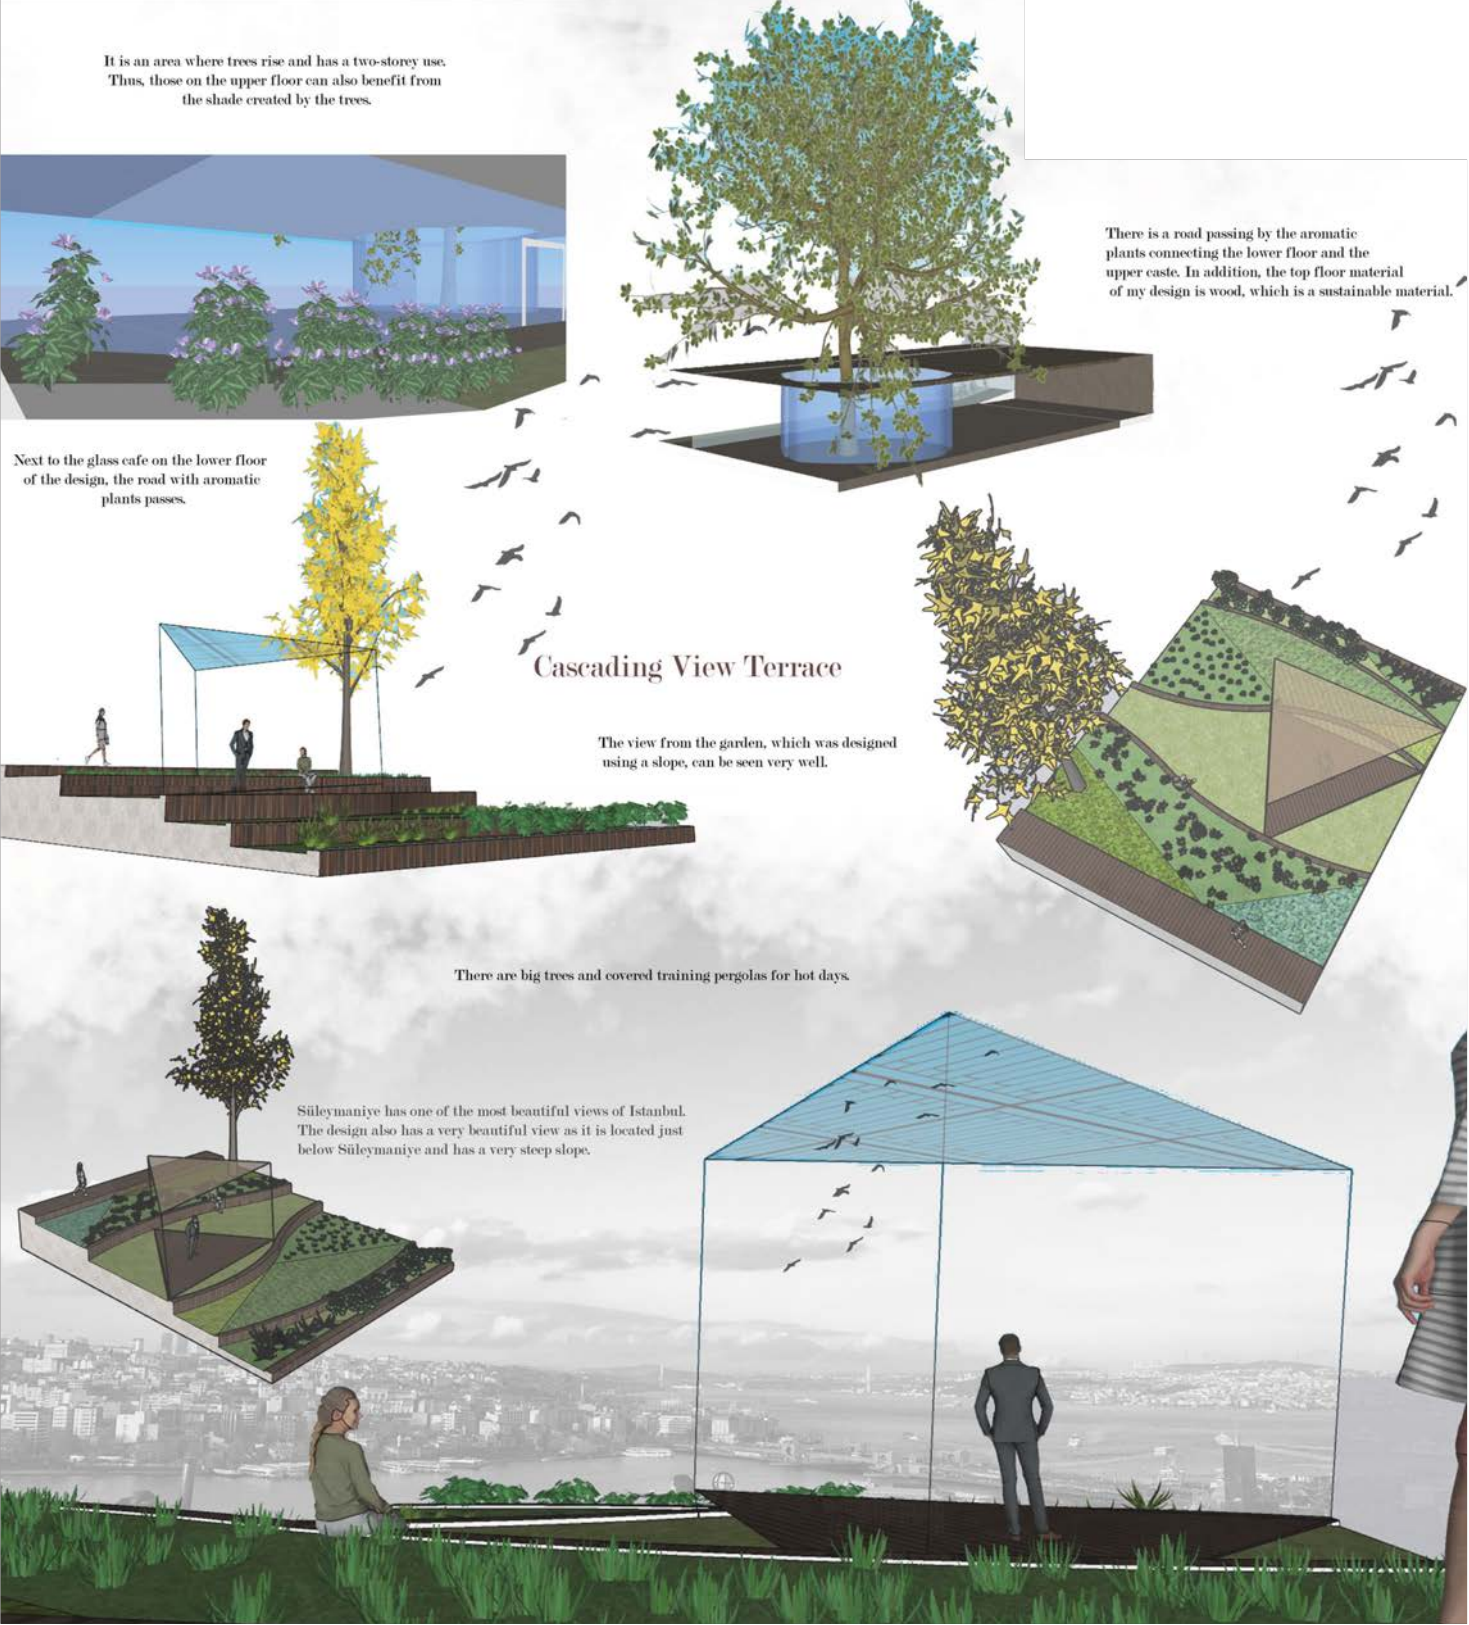 It is an area where trees rise and has a two-storey use.
Thus, those on the upper floor can also benefit from
the shade created by the trees.
There is a road passing by the aromatic
plants connecting the lower floor and the
upper caste. In addition, the top floor material
of my design is wood, which is a sustainable material.
Next to the glass cafe on the lower floor
of the design, the road with aromatic
plants passes.
Cascading View Terrace
The view from the garden, which was designed
using a slope, can be seen very well.
There are big trees and covered training pergolas for hot days.
Süleymaniye has one of the most beautiful views of Istanbul.
The design also has a very beautiful view as it is located just
below Süleymaniye and has a very steep slope.